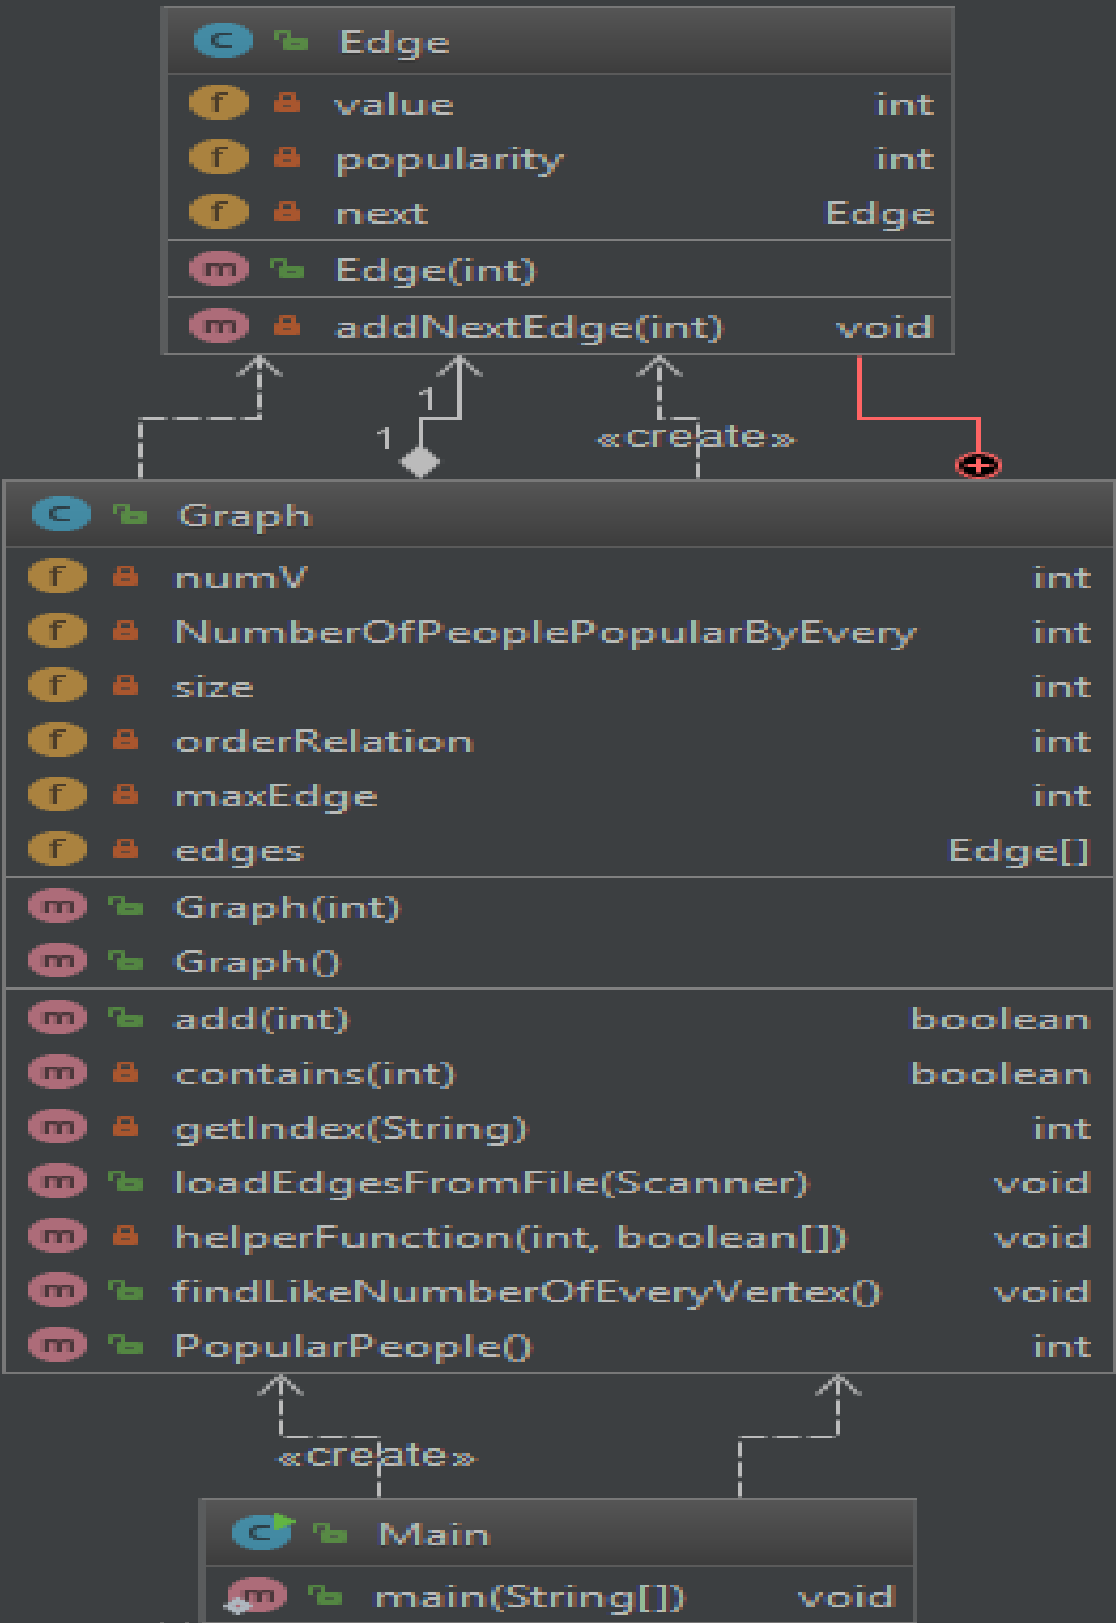 C Edge
f value int
f popularity int
f next Edge
m Edge(int)
m addNextEdge(int) void
1
1
«create»
C Graph
f numV int
f NumberOfPeoplePopularByEvery int
f size int
f orderRelation int
f maxEdge int
f edges Edge[]
m Graph(int)
m Graph()
m add(int) boolean
m contains(int) boolean
m getIndex(String) int
m loadEdgesFromFile(Scanner) void
m helperFunction(int, boolean[]) void
m findLikeNumberOfEveryVertex() void
m PopularPeople() int
«create»
C Main
m main(String[]) void